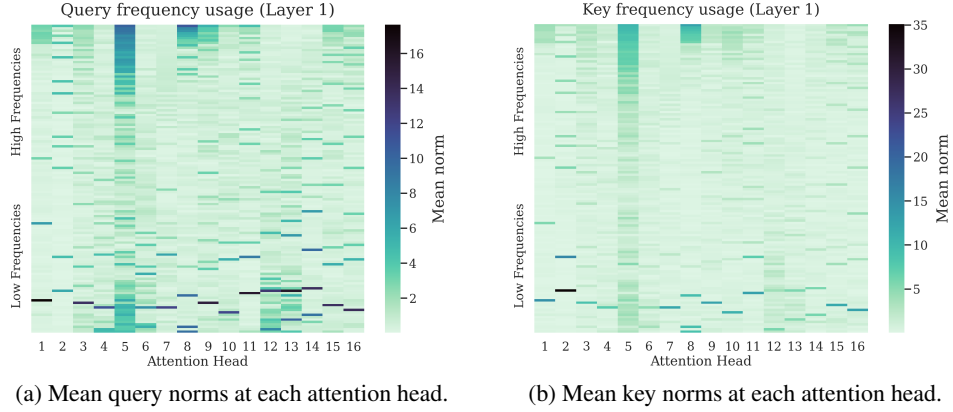 Query frequency usage (Layer 1)
High Frequencies
Low Frequencies
1 2 3 4 5 6 7 8 9 10 11 12 13 14 15 16
Attention Head
16
14
12
10
8
6
4
2
Mean norm
(a) Mean query norms at each attention head.
Key frequency usage (Layer 1)
High Frequencies
Low Frequencies
1 2 3 4 5 6 7 8 9 10 11 12 13 14 15 16
Attention Head
35
30
25
20
15
10
5
Mean norm
(b) Mean key norms at each attention head.